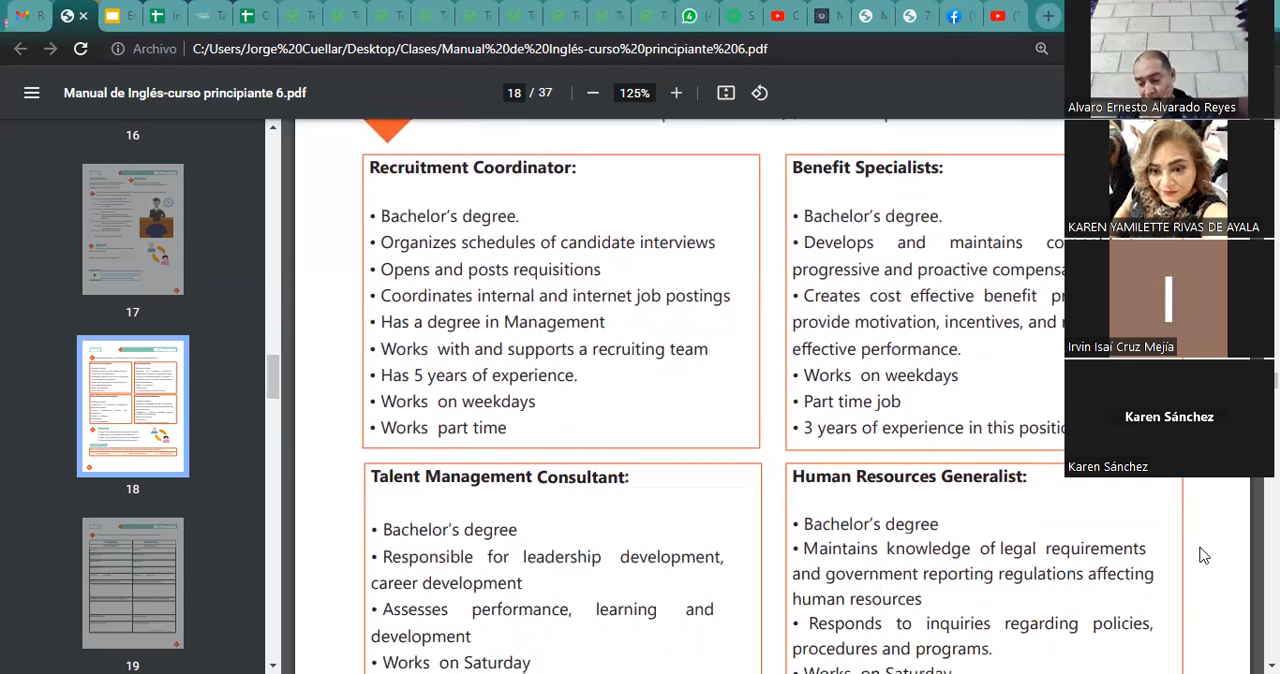 Archivo
C:/Users/Jorge%20Cuellar/Desktop/Clases/Manual%20de%20Inglés-curso%20principiante%206.pdf
Manual de Inglés-curso principiante 6.pdf
18 / 37
125%
16
17
18
19
Recruitment Coordinator:
• Bachelor's degree.
• Organizes schedules of candidate interviews
• Opens and posts requisitions
• Coordinates internal and internet job postings
• Has a degree in Management
• Works with and supports a recruiting team
• Has 5 years of experience.
• Works on weekdays
• Works part time
Benefit Specialists:
• Bachelor's degree.
• Develops and maintains
progressive and proactive
• Creates cost effective benefit
provide motivation, incentives, and
effective performance.
• Works on weekdays
• Part time job
• 3 years of experience in this
Talent Management Consultant:
• Bachelor's degree
• Responsible for leadership development,
career development
• Assesses performance, learning and
development
• Works on Saturday
Human Resources Generalist:
• Bachelor's degree
• Maintains knowledge of legal requirements
and government reporting regulations affecting
human resources
• Responds to inquiries regarding policies,
procedures and programs.
• Works on Saturday
Alvaro Ernesto Alvarado Reyes
KAREN YAMILETTE RIVAS DE AYALA
I
Irvin Isaí Cruz Mejía
Karen Sánchez
Karen Sánchez